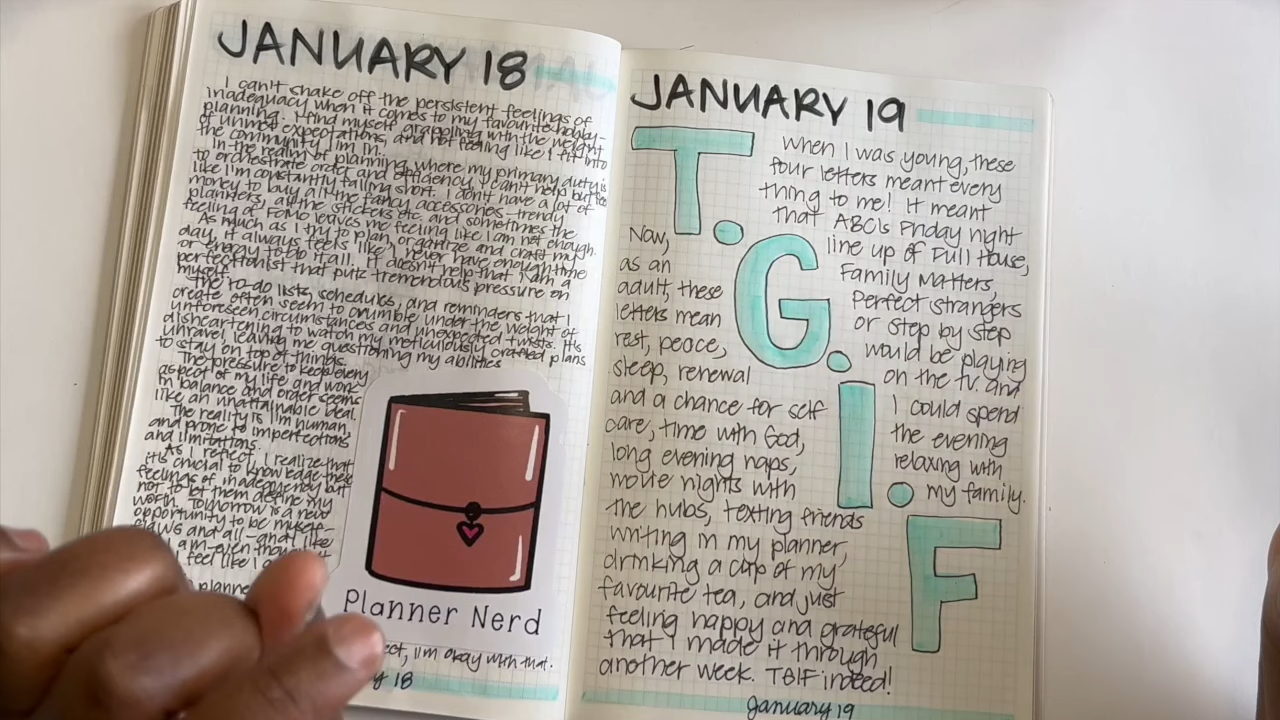 JANUARY 18
I can't shake off the persistent feelings of
inadequacy when it comes to my favourite hobby-
planning. I find myself grappling with the weight
of unmet expectations, and not feeling like I fit into
the community I'm in.
In the realm of planning, where my primary duty is
to orchestrate order and efficiency, I can't help but feel
like I'm constantly falling short. I don't have a lot of
money to buy all the fancy accessories, trendy
planners, all the stickers etc. and sometimes the
feeling of FOMO leaves me feeling like I am not enough.
As much as I try to plan, organize and craft my
day, it always feels like I never have enough time
or energy to do it all. It doesn't help that I am a
perfectionist that puts tremendous pressure on
myself.
The to-do lists, schedules, and reminders that I
create often seem to crumble under the weight of
unforeseen circumstances and unexpected twists. It's
disheartening to watch my meticulously crafted plans
unravel, leaving me questioning my abilities
to stay on top of things.
The pressure to keep every
aspect of my life and work
in balance and order seems
like an unattainable ideal.
The reality is I'm human,
and prone to imperfections
and limitations.
As I reflect, I realize that
it's crucial to knowledge these
feelings of inadequacy but
not to let them define my
worth. Tomorrow is a new
opportunity to be myself-
flaws and all-and like
I am-even though
feel like I
planne
Planner Nerd
ect, I'm okay with that.
y 18
JANUARY 19
T.G.I.F
When I was young, these
four letters meant every
thing to me! It meant
that ABC's Friday night
line up of Full House,
Family Matters,
Perfect strangers
or step by step
would be playing
on the tv. and
I could spend
the evening
relaxing with
my family.
Now,
as an
adult, these
letters mean
rest, peace,
sleep, renewal
and a chance for self
care, time with God,
long evening naps,
movie nights with
the hubs, texting friends
writing in my planner,
drinking a cup of my
favourite tea, and just
feeling happy and grateful
that I made it through
another week. TGIF indeed!
January 19